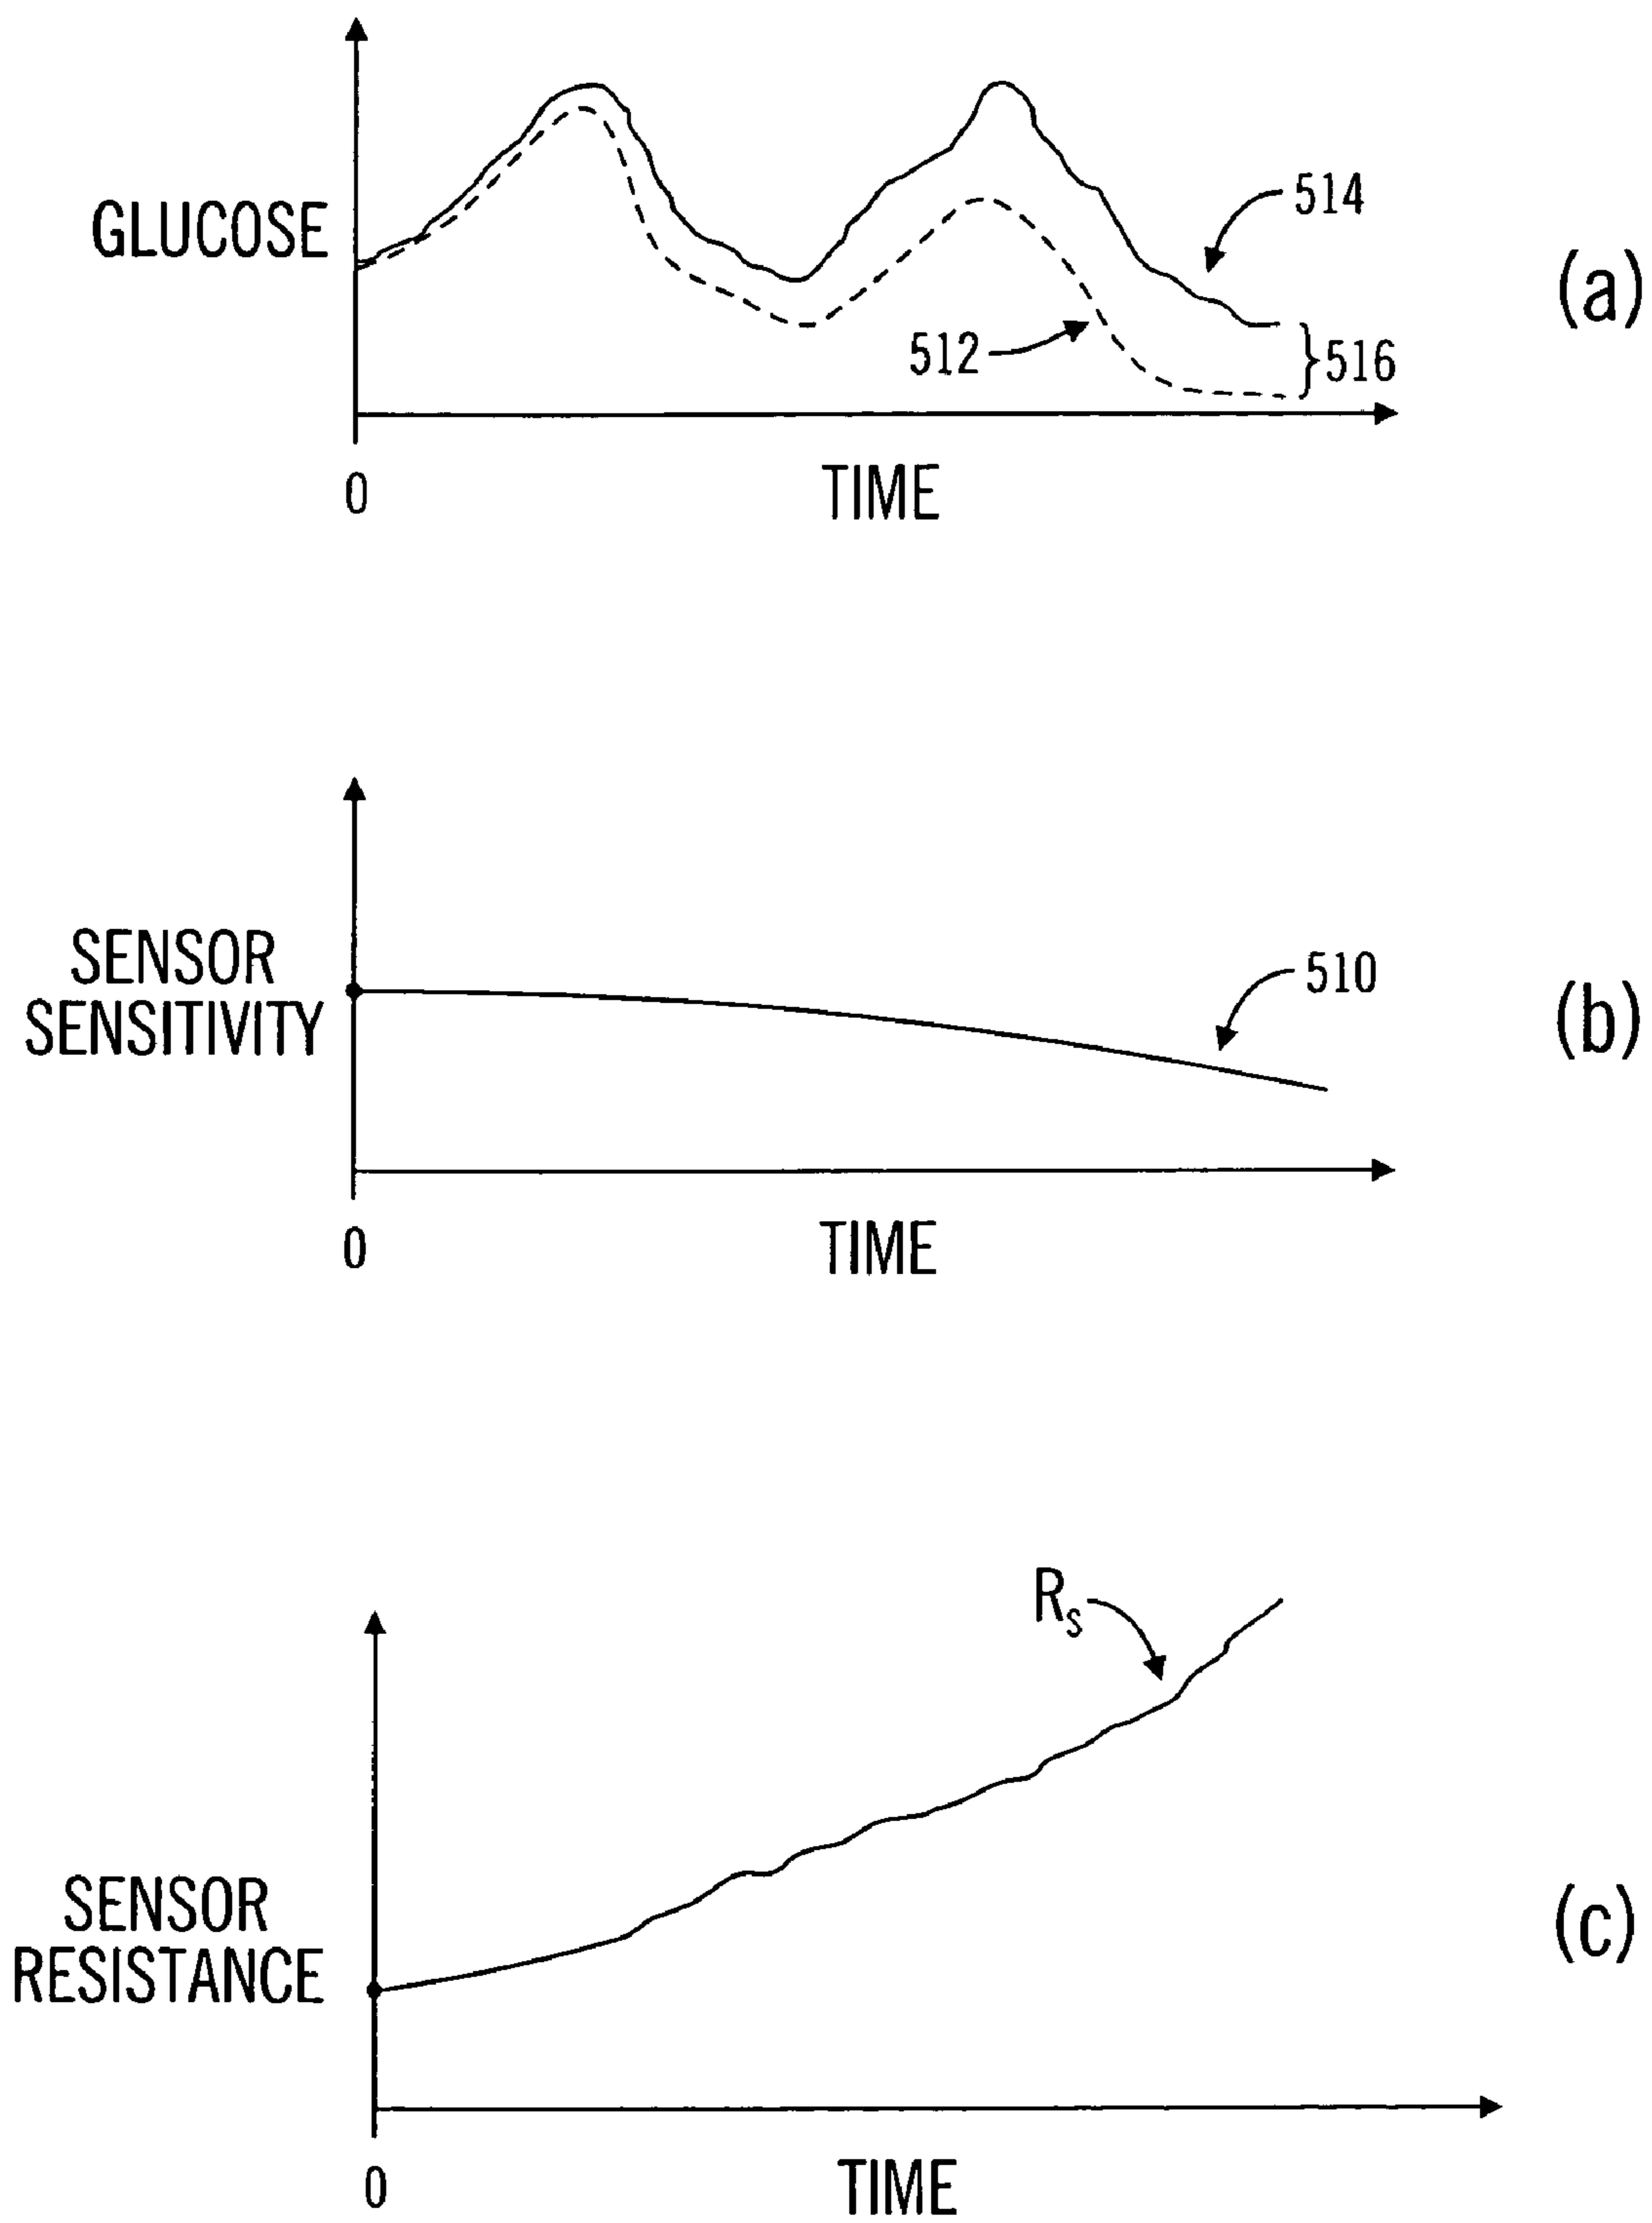 514
GLUCOSE
(a)
512
516
0
TIME
SENSOR
SENSITIVITY
510
(b)
0
TIME
Rs
SENSOR
RESISTANCE
(c)
0
TIME